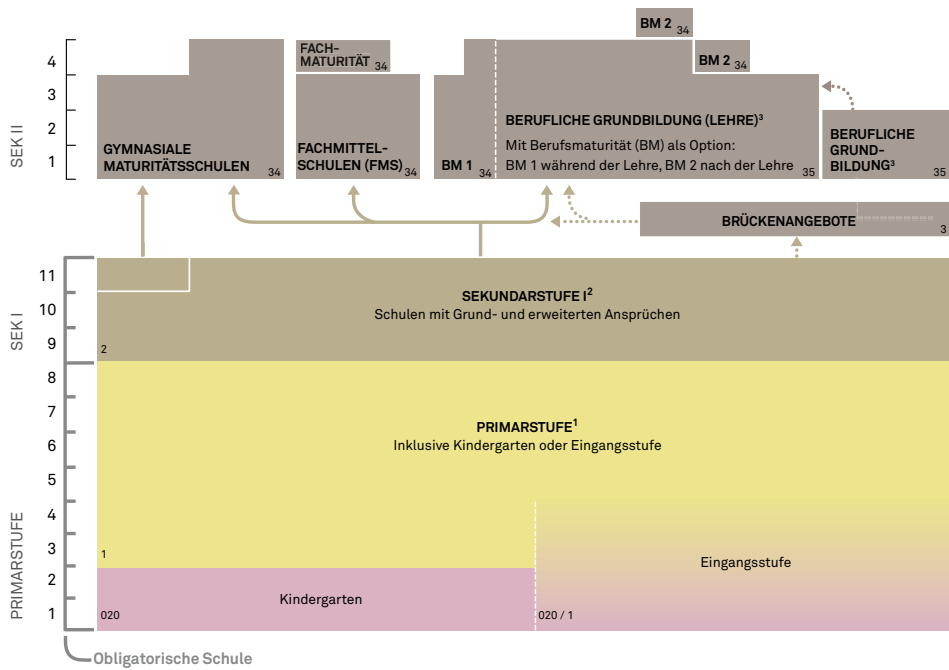 BM 2 34
4
FACH-
MATURITÄT 34
BM 2 34
3
2
1
SEK II
GYMNASIALE
MATURITÄTSSCHULEN 34
FACHMITTEL-
SCHULEN (FMS) 34
BM 1 34
BERUFLICHE GRUNDBILDUNG (LEHRE)³
Mit Berufsmaturität (BM) als Option:
BM 1 während der Lehre, BM 2 nach der Lehre 35
BERUFLICHE
GRUND-
BILDUNG³
35
BRÜCKENANGEBOTE
3
11
10
9
SEK I
SEKUNDARSTUFE I²
Schulen mit Grund- und erweiterten Ansprüchen
2
8
7
6
5
4
3
2
1
PRIMARSTUFE
PRIMARSTUFE¹
Inklusive Kindergarten oder Eingangsstufe
1
Eingangsstufe
Kindergarten
020
020 / 1
Obligatorische Schule